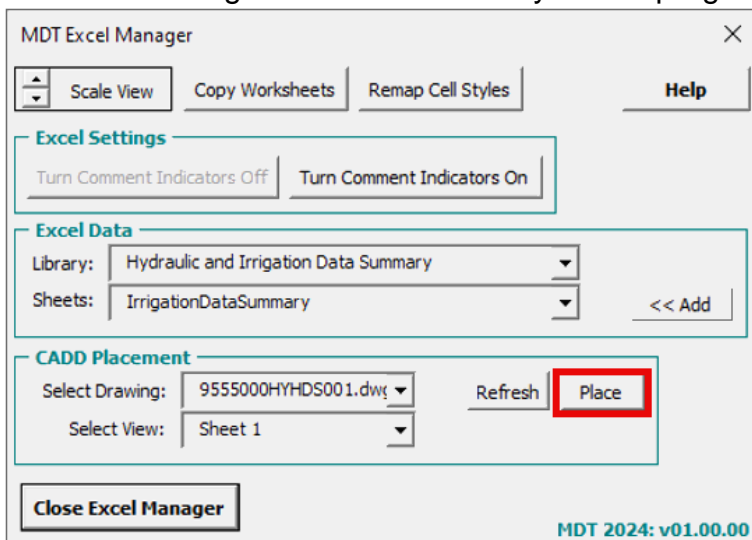 MDT Excel Manager
Scale View Copy Worksheets Remap Cell Styles Help
Excel Settings
Turn Comment Indicators Off Turn Comment Indicators On
Excel Data
Library: Hydraulic and Irrigation Data Summary
Sheets: IrrigationDataSummary << Add
CADD Placement
Select Drawing: 9555000HYHDS001.dwg Refresh Place
Select View: Sheet 1
Close Excel Manager
MDT 2024: v01.00.00